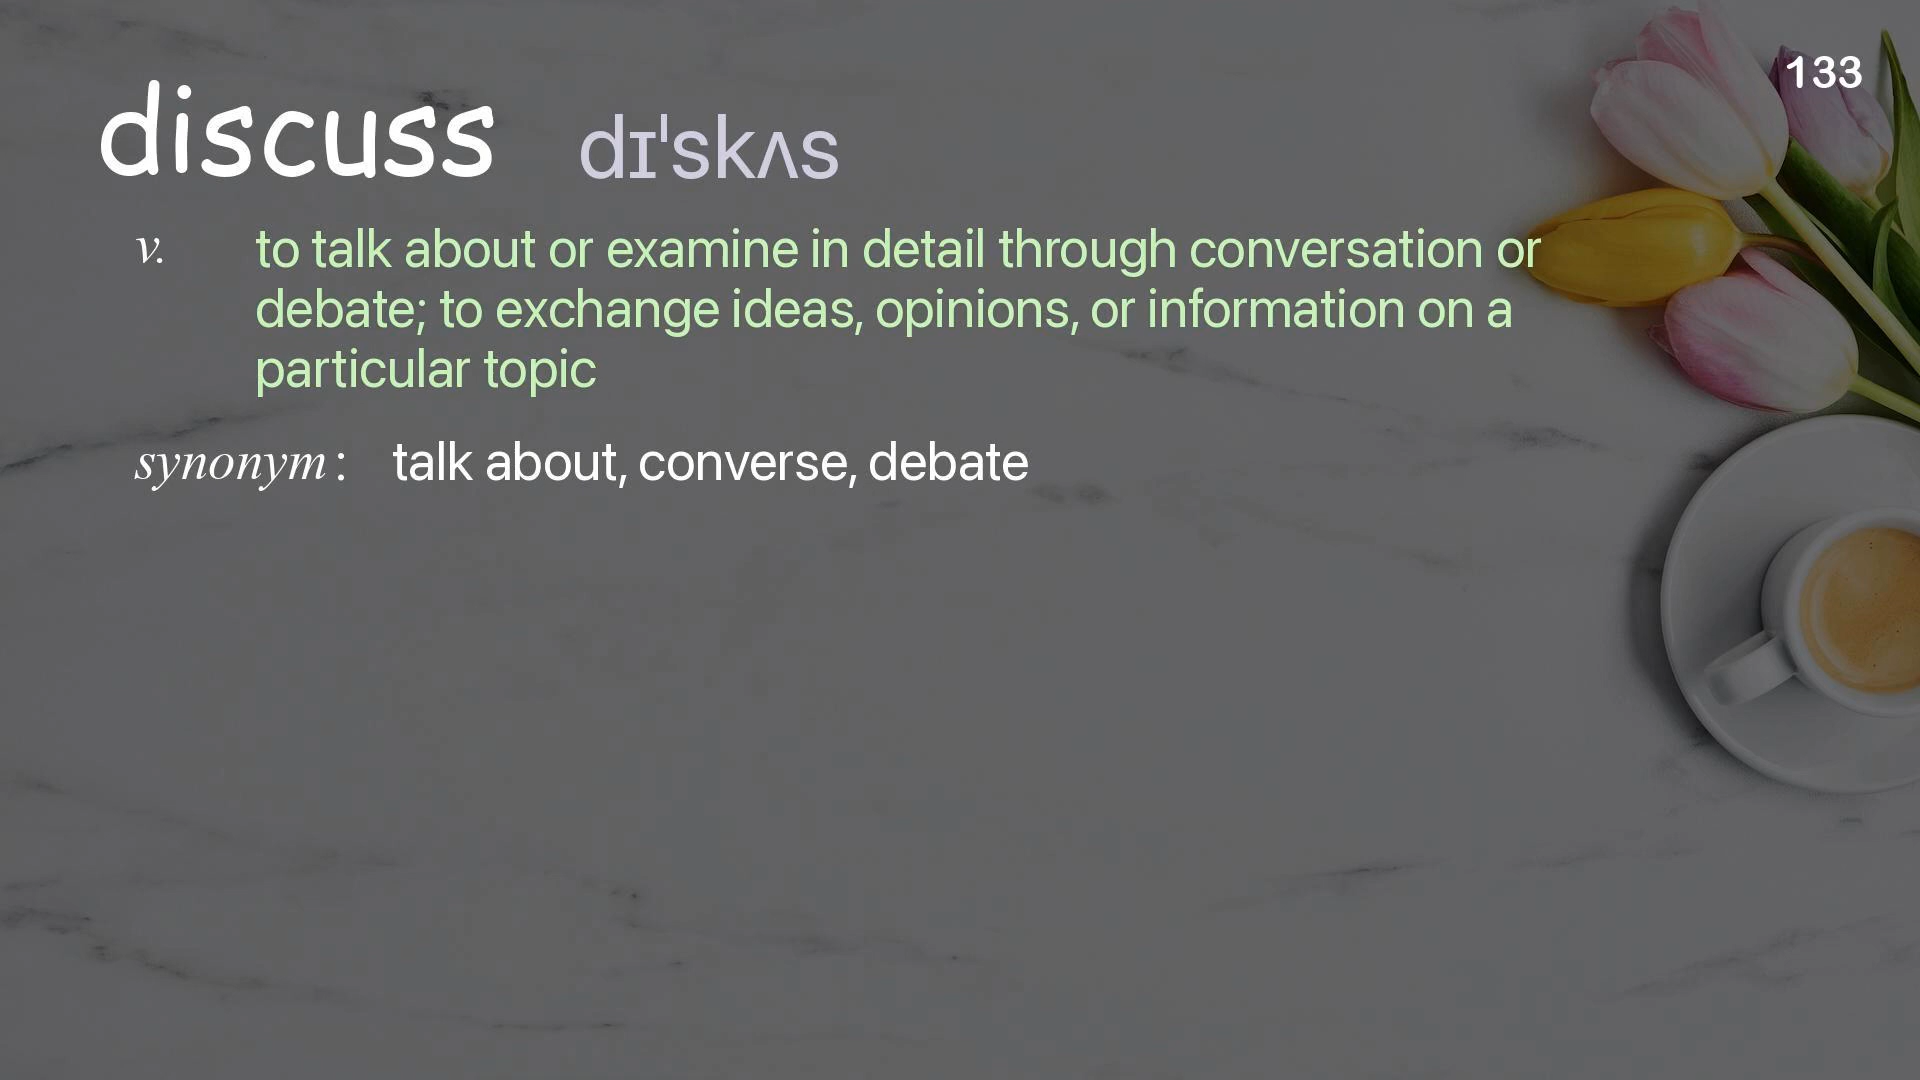 133
discuss dɪˈskʌs
v. to talk about or examine in detail through conversation or
debate; to exchange ideas, opinions, or information on a
particular topic
synonym : talk about, converse, debate